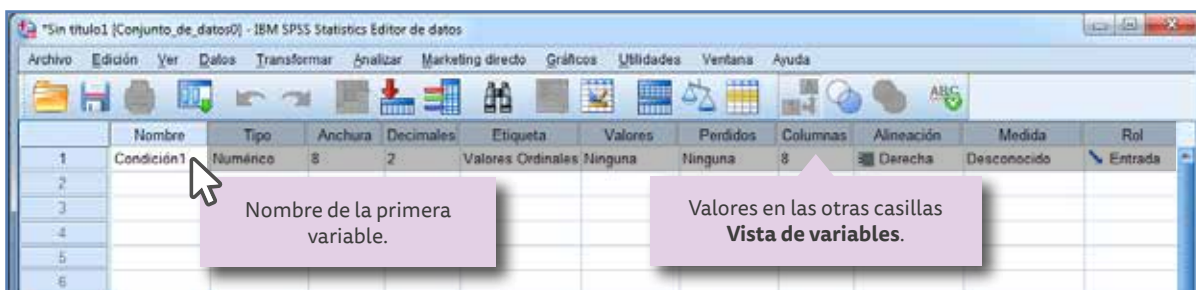 *Sin título1 [Conjunto_de_datos0] - IBM SPSS Statistics Editor de datos
Archivo Edición Ver Datos Transformar Analizar Marketing directo Gráficos Utilidades Ventana Ayuda
ABC
Nombre Tipo Anchura Decimales Etiqueta Valores Perdidos Columnas Alineación Medida Rol
1 Condición1 Numérico 8 2 Valores Ordinales Ninguna Ninguna 8 Derecha Desconocido Entrada
2
3
4
5
6
Nombre de la primera
variable.
Valores en las otras casillas
Vista de variables.